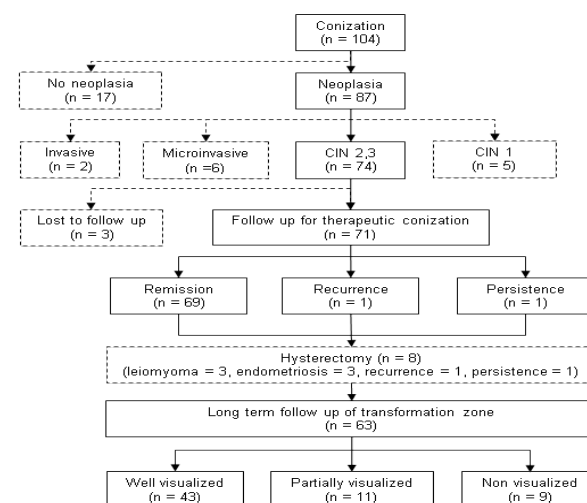 Conization
(n = 104)
No neoplasia
(n = 17)
Neoplasia
(n = 87)
Invasive
(n = 2)
Microinvasive
(n =6)
CIN 2,3
(n = 74)
CIN 1
(n = 5)
Lost to follow up
(n = 3)
Follow up for therapeutic conization
(n = 71)
Remission
(n = 69)
Recurrence
(n = 1)
Persistence
(n = 1)
Hysterectomy (n = 8)
(leiomyoma = 3, endometriosis = 3, recurrence = 1, persistence = 1)
Long term follow up of transformation zone
(n = 63)
Well visualized
(n = 43)
Partially visualized
(n = 11)
Non visualized
(n = 9)